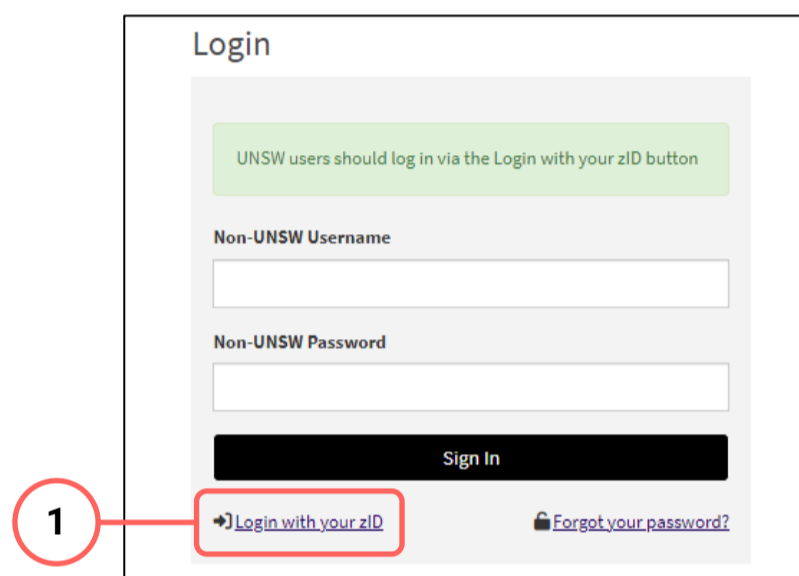 Login
UNSW users should log in via the Login with your zID button
Non-UNSW Username
Non-UNSW Password
Sign In
1
Login with your zID
Forgot your password?